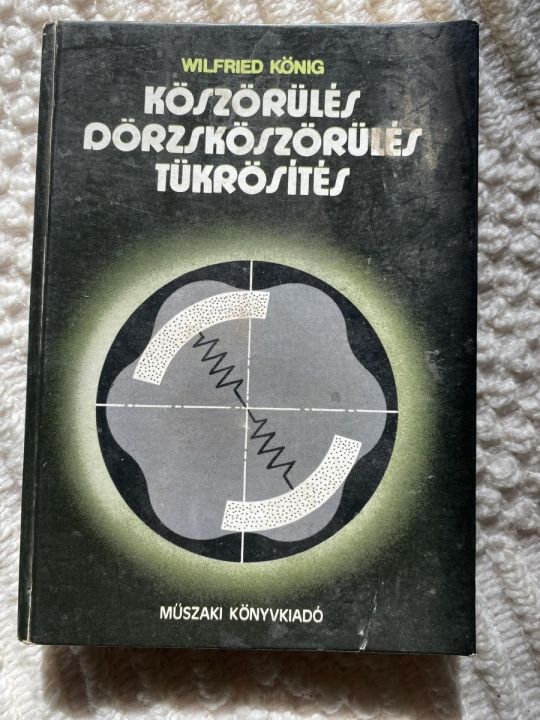 WILFRIED KÖNIG
KÖSZÖRÜLÉS
DÖRZSKÖSZÖRÜLÉS
TÜKRÖSÍTÉS
MŰSZAKI KÖNYVKIADÓ